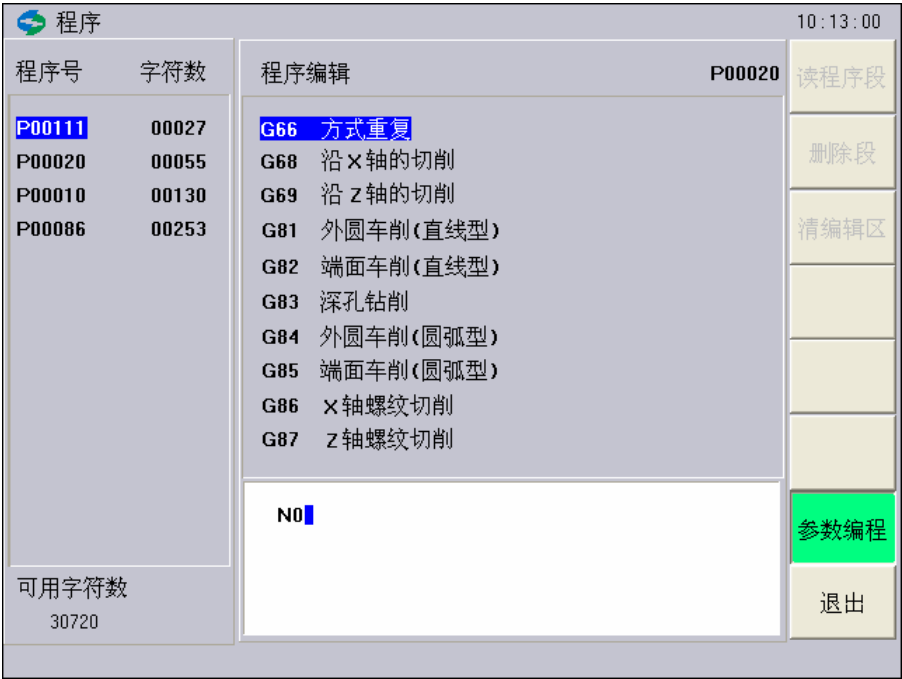 程序 10:13:00
程序号 字符数
P00111 00027
P00020 00055
P00010 00130
P00086 00253
可用字符数
30720
程序编辑 P00020
G66 方式重复
G68 沿X轴的切削
G69 沿Z轴的切削
G81 外圆车削(直线型)
G82 端面车削(直线型)
G83 深孔钻削
G84 外圆车削(圆弧型)
G85 端面车削(圆弧型)
G86 X轴螺纹切削
G87 Z轴螺纹切削
N0
读程序段
删除段
清编辑区
参数编程
退出